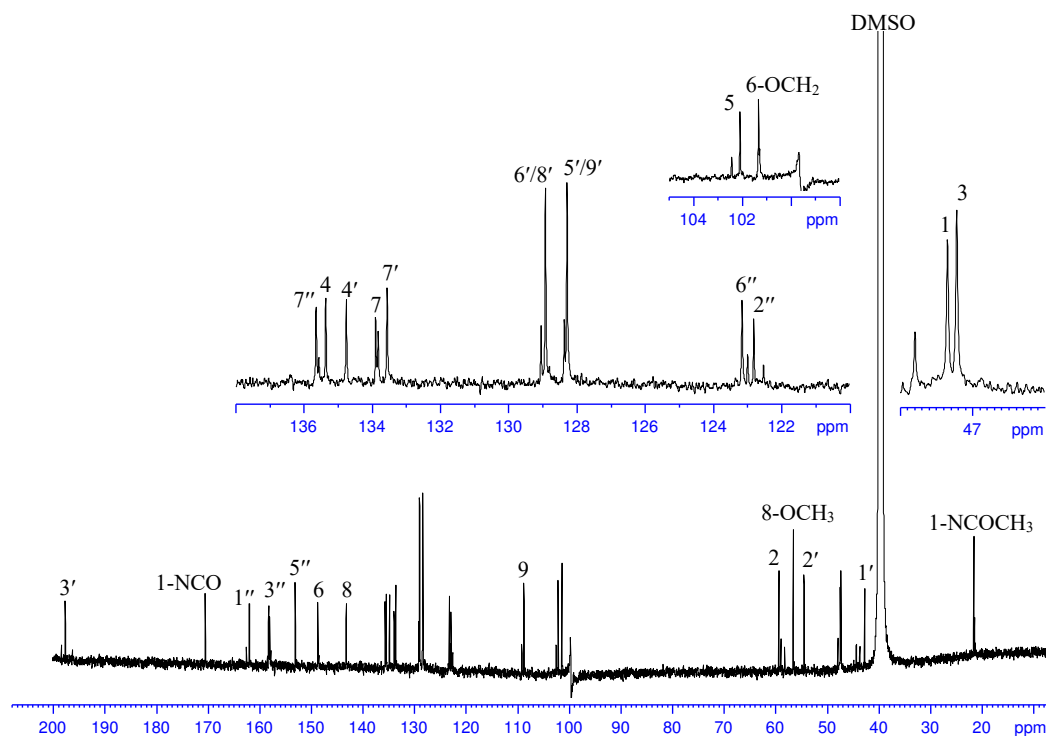 DMSO
6-OCH₂
5
104 102 ppm
6′/8′ 5′/9′
3
1
7″ 4 4′ 7 7′
6″ 2″
136 134 132 130 128 126 124 122 ppm
47 ppm
8-OCH₃
1-NCOCH₃
3′ 1-NCO 1″ 3″ 5″ 6 8 9 2 2′ 1′
200 190 180 170 160 150 140 130 120 110 100 90 80 70 60 50 40 30 20 ppm